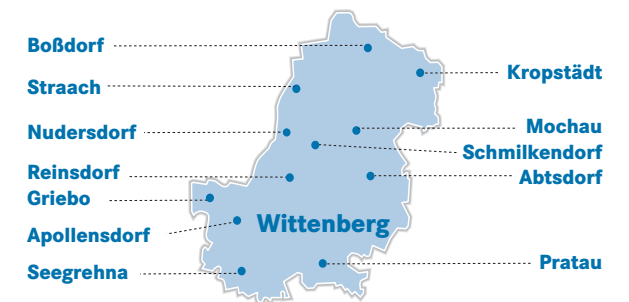 Boßdorf
Straach
Nudersdorf
Reinsdorf
Griebo
Apollensdorf
Seegrehna
Wittenberg
Kropstädt
Mochau
Schmilkendorf
Abtsdorf
Pratau